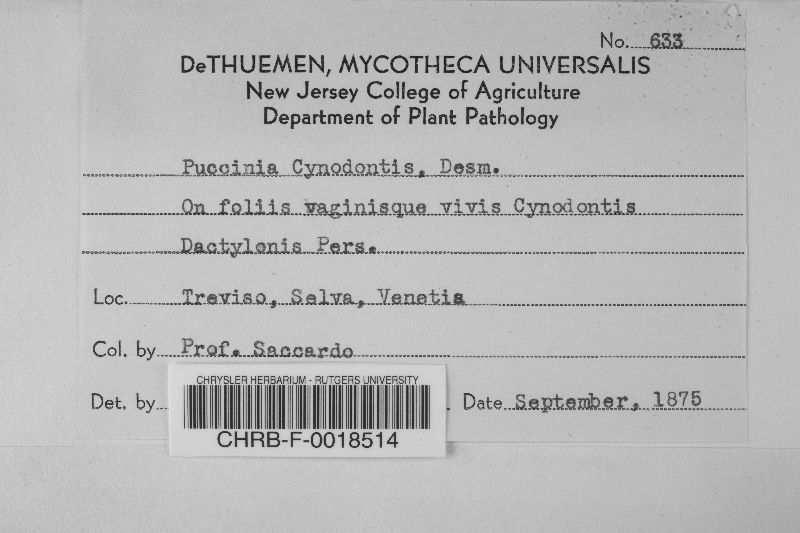 No. 633
DeTHUEMEN, MYCOTHECA UNIVERSALIS
New Jersey College of Agriculture
Department of Plant Pathology
Puccinia Cynodontis, Desm.
On foliis vaginisque vivis Cynodontis
Dactylonis Pers.
Loc. Treviso, Selva, Venetia
Col. by Prof. Saccardo
Det. by Date September, 1875
CHRYSLER HERBARIUM - RUTGERS UNIVERSITY
CHRB-F-0018514